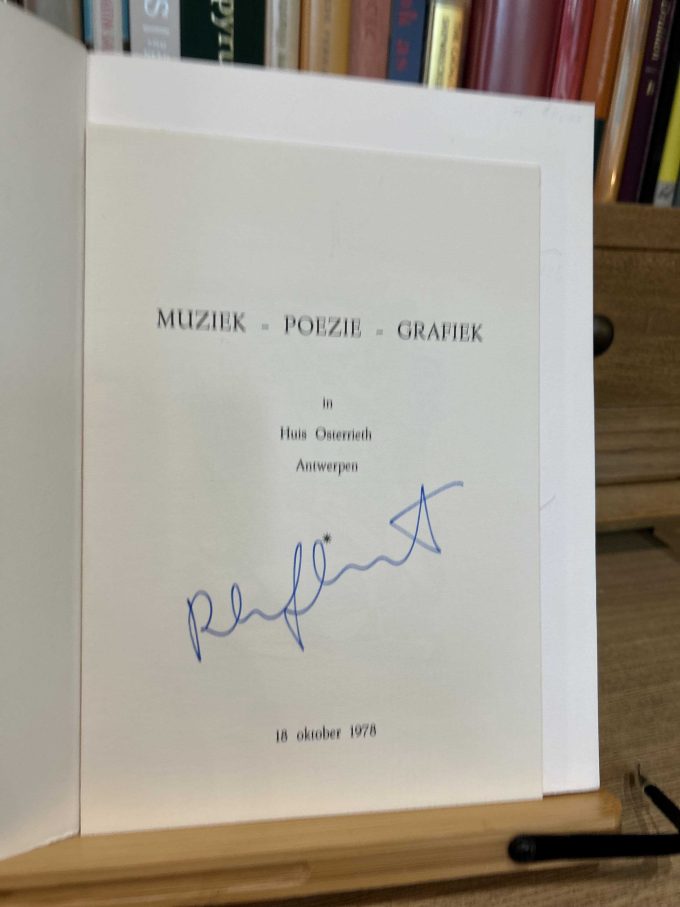 MUZIEK = POEZIE = GRAFIEK
in
Huis Osterrieth
Antwerpen
*
18 oktober 1978